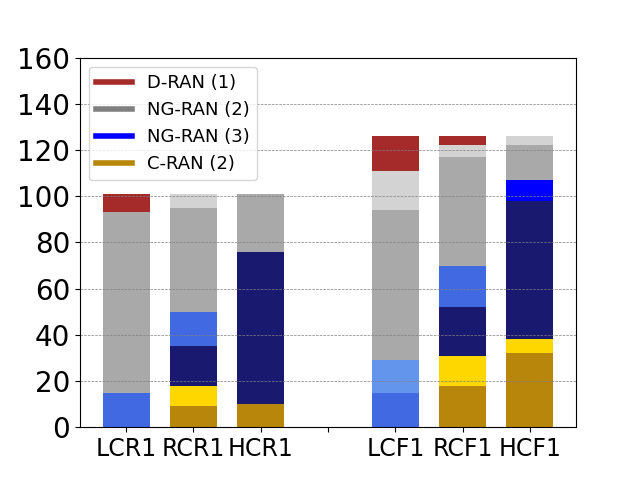 160
140
120
100
80
60
40
20
0
D-RAN (1)
NG-RAN (2)
NG-RAN (3)
C-RAN (2)
LCR1 RCR1 HCR1 LCF1 RCF1 HCF1